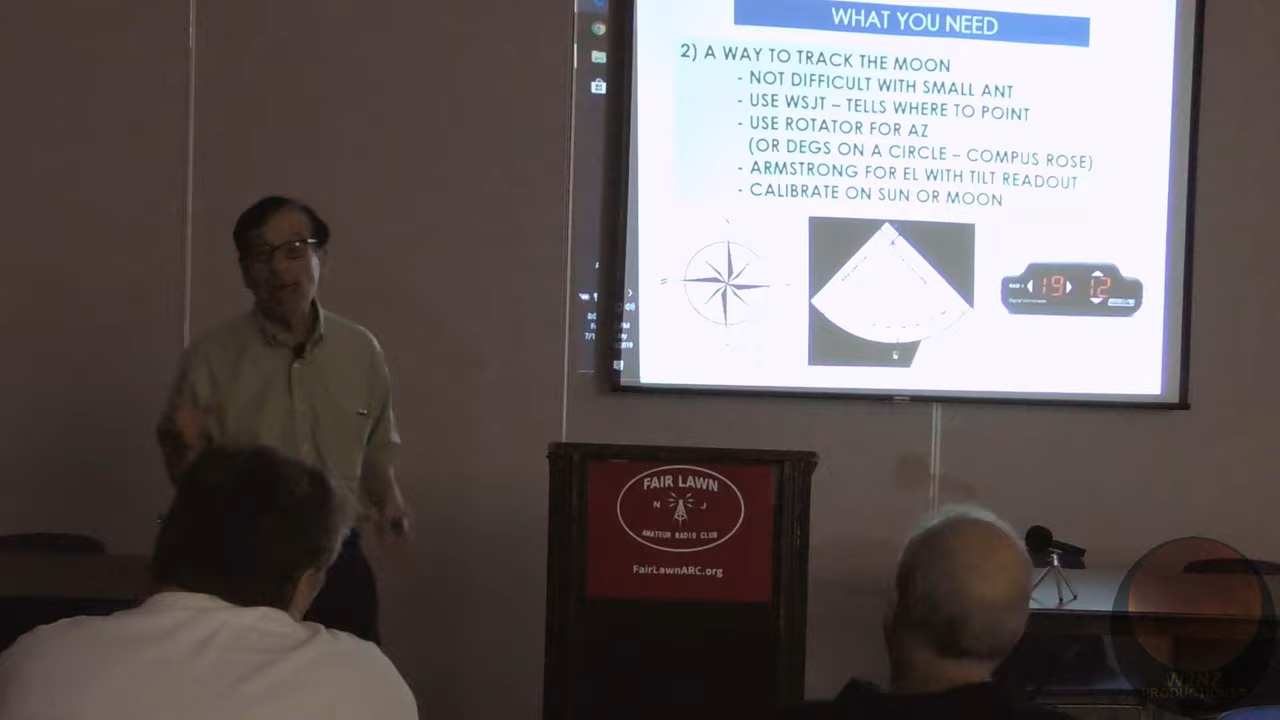 WHAT YOU NEED
2) A WAY TO TRACK THE MOON
- NOT DIFFICULT WITH SMALL ANT
- USE WSJT – TELLS WHERE TO POINT
- USE ROTATOR FOR AZ
(OR DEGS ON A CIRCLE – COMPUS ROSE)
- ARMSTRONG FOR EL WITH TILT READOUT
- CALIBRATE ON SUN OR MOON
19 12
FAIR LAWN
N J
AMATEUR RADIO CLUB
FairLawnARC.org
W2NZ
PRODUCTIONS